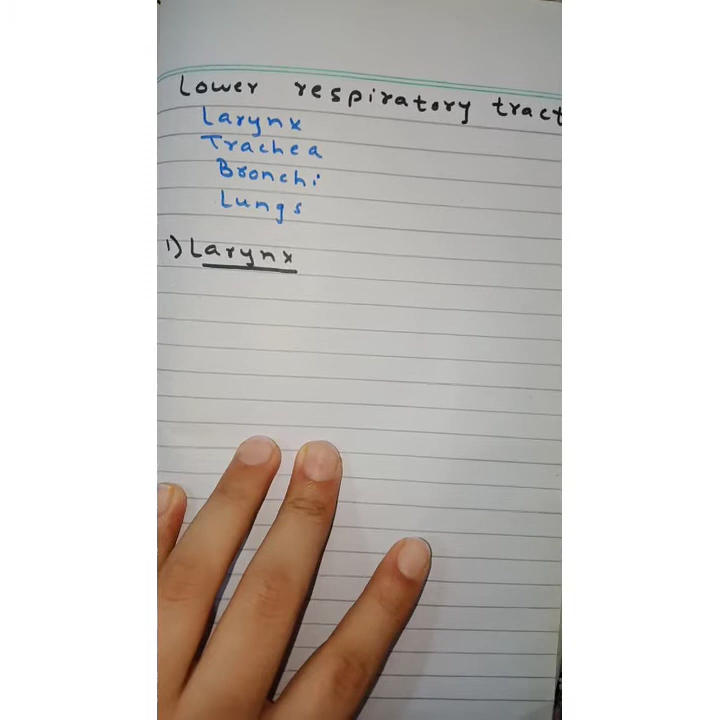 Lower respiratory tract
Larynx
Trachea
Bronchi
Lungs
1) Larynx